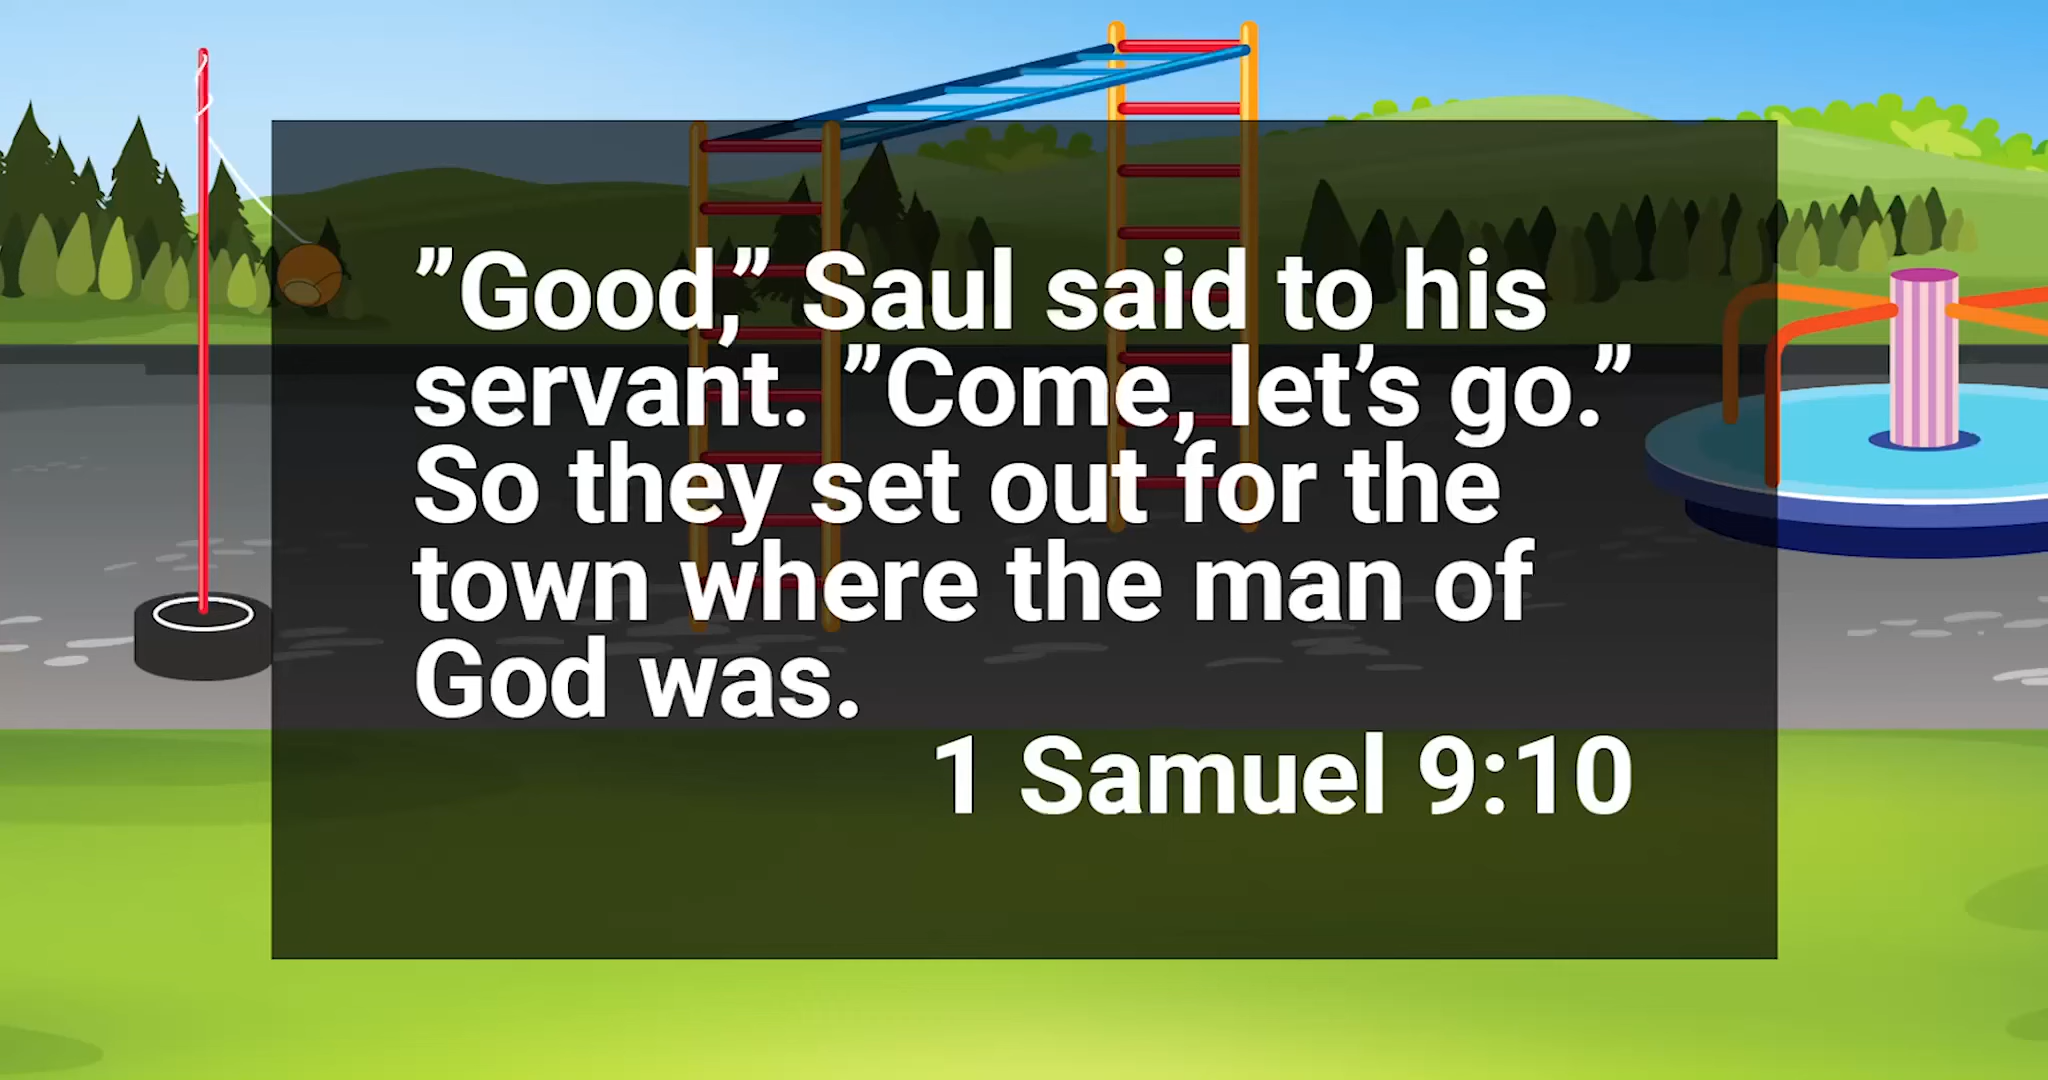 ”Good,” Saul said to his
servant. ”Come, let’s go.”
So they set out for the
town where the man of
God was.
1 Samuel 9:10